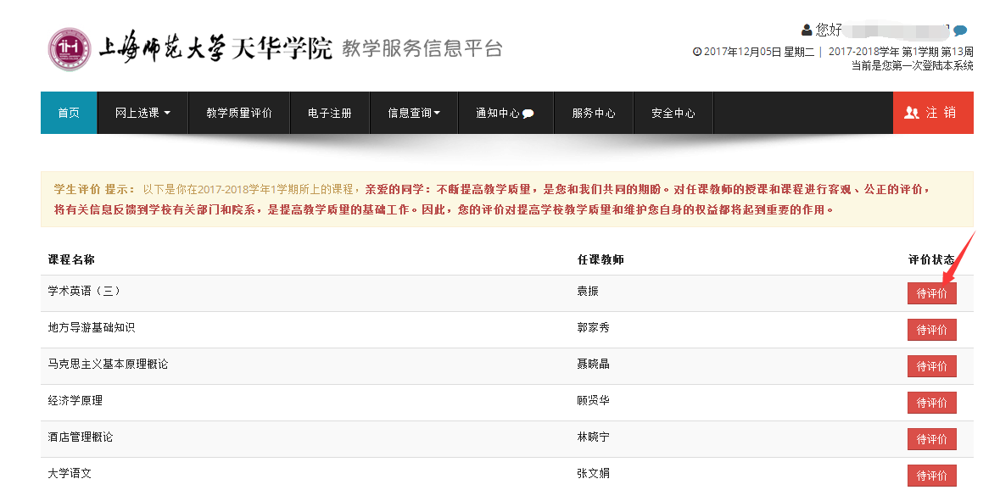 上海师范大学天华学院 教学服务信息平台
您好
2017年12月05日 星期二 | 2017-2018学年 第1学期 第13周
当前是您第一次登陆本系统
首页 网上选课 教学质量评价 电子注册 信息查询 通知中心 服务中心 安全中心 注 销
学生评价 提示： 以下是你在2017-2018学年1学期所上的课程，亲爱的同学：不断提高教学质量，是您和我们共同的期盼。对任课教师的授课和课程进行客观、公正的评价，
将有关信息反馈到学校有关部门和院系，是提高教学质量的基础工作。因此，您的评价对提高学校教学质量和维护您自身的权益都将起到重要的作用。
课程名称 任课教师 评价状态
学术英语（三） 袁振 待评价
地方导游基础知识 郭家秀 待评价
马克思主义基本原理概论 聂晓晶 待评价
经济学原理 顾贤华 待评价
酒店管理概论 林晓宁 待评价
大学语文 张文娟 待评价